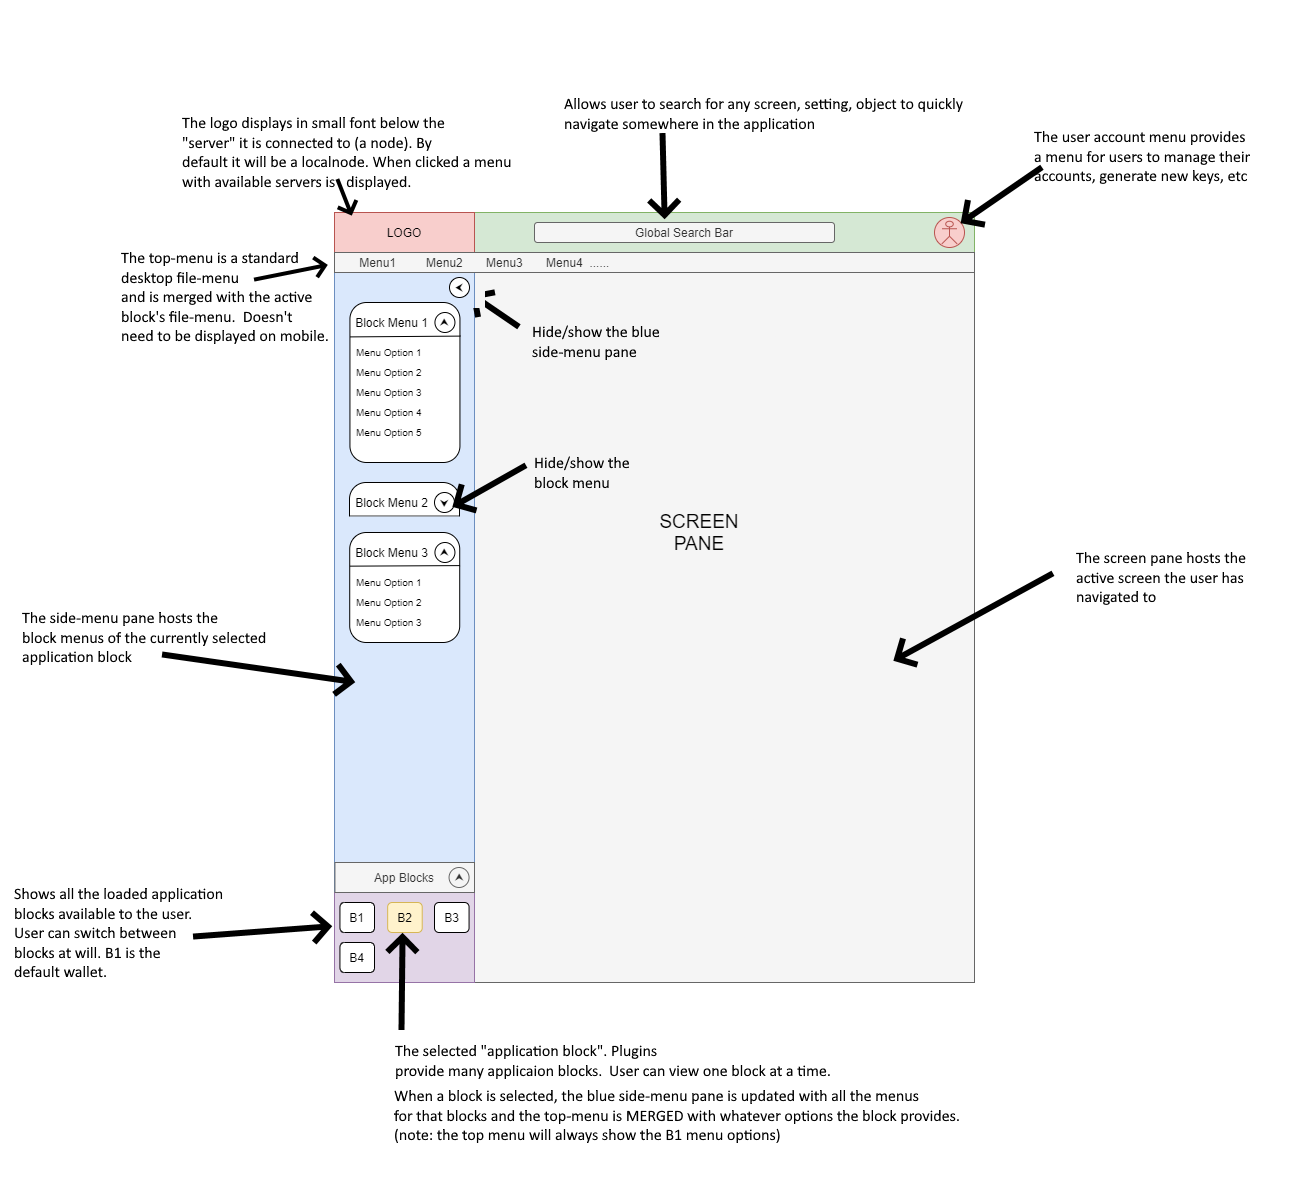 Allows user to search for any screen, setting, object to quickly
navigate somewhere in the application
The logo displays in small font below the
"server" it is connected to (a node). By
default it will be a localnode. When clicked a menu
with available servers is displayed.
The user account menu provides
a menu for users to manage their
accounts, generate new keys, etc
LOGO
Global Search Bar
The top-menu is a standard
desktop file-menu
and is merged with the active
block's file-menu. Doesn't
need to be displayed on mobile.
Menu1 Menu2 Menu3 Menu4 ......
Hide/show the blue
side-menu pane
Block Menu 1
Menu Option 1
Menu Option 2
Menu Option 3
Menu Option 4
Menu Option 5
Hide/show the
block menu
Block Menu 2
SCREEN
PANE
Block Menu 3
Menu Option 1
Menu Option 2
Menu Option 3
The screen pane hosts the
active screen the user has
navigated to
The side-menu pane hosts the
block menus of the currently selected
application block
App Blocks
Shows all the loaded application
blocks available to the user.
User can switch between
blocks at will. B1 is the
default wallet.
B1 B2 B3
B4
The selected "application block". Plugins
provide many applicaion blocks. User can view one block at a time.
When a block is selected, the blue side-menu pane is updated with all the menus
for that blocks and the top-menu is MERGED with whatever options the block provides.
(note: the top menu will always show the B1 menu options)